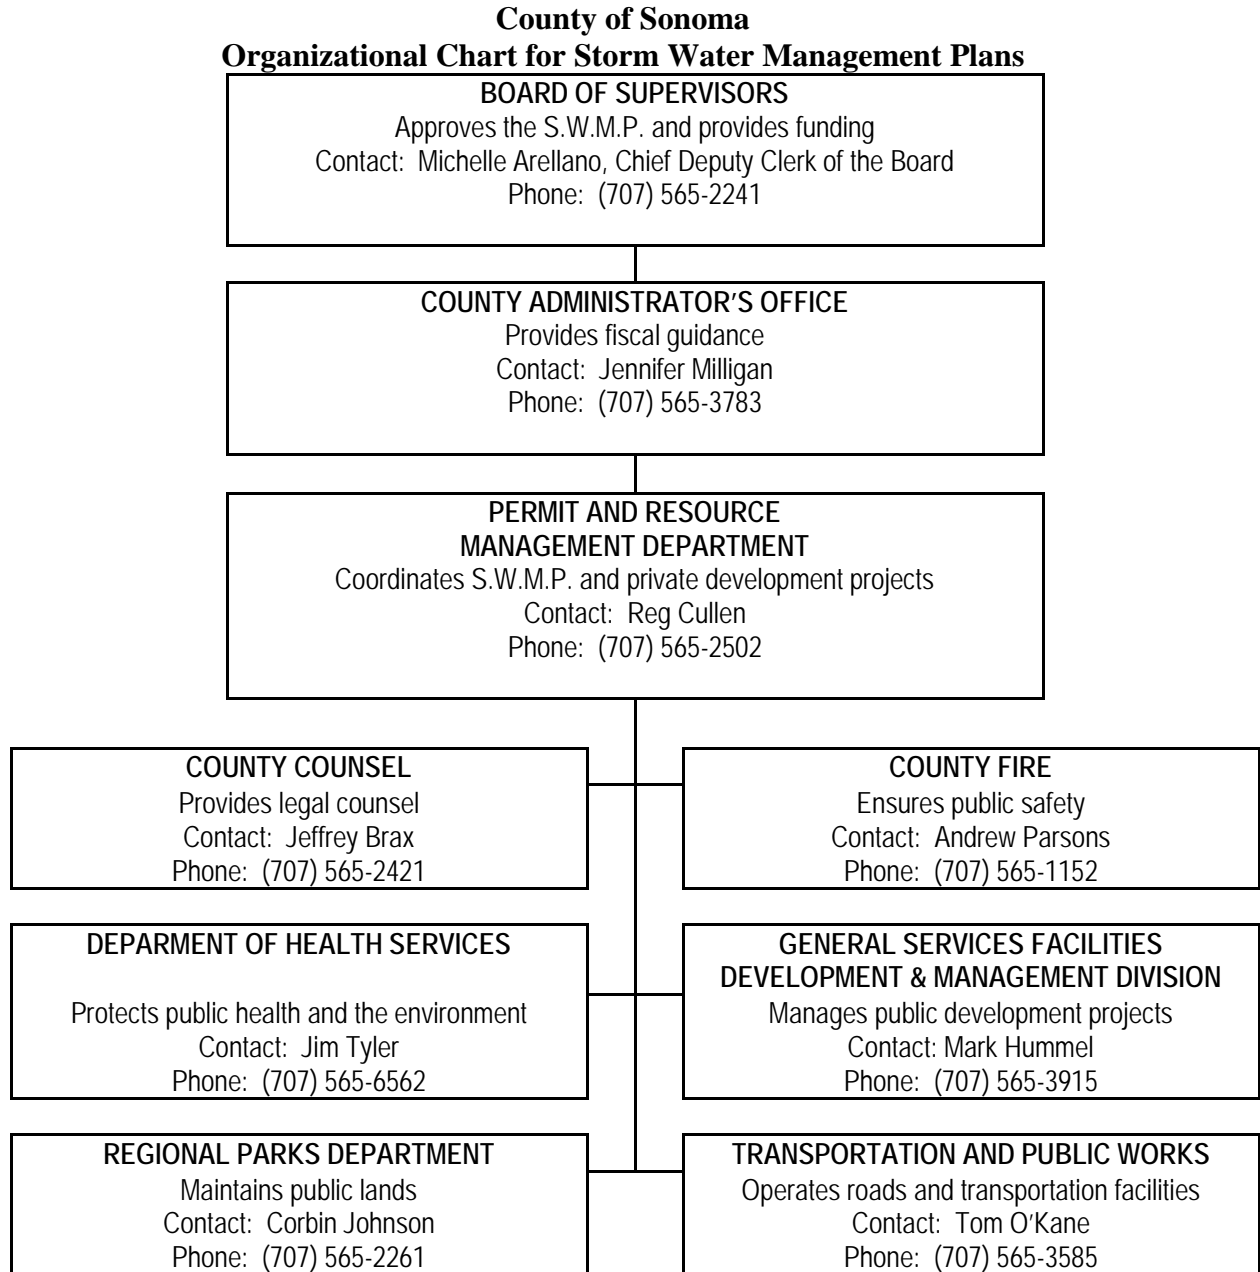 County of Sonoma
Organizational Chart for Storm Water Management Plans
BOARD OF SUPERVISORS
Approves the S.W.M.P. and provides funding
Contact: Michelle Arellano, Chief Deputy Clerk of the Board
Phone: (707) 565-2241
COUNTY ADMINISTRATOR'S OFFICE
Provides fiscal guidance
Contact: Jennifer Milligan
Phone: (707) 565-3783
PERMIT AND RESOURCE
MANAGEMENT DEPARTMENT
Coordinates S.W.M.P. and private development projects
Contact: Reg Cullen
Phone: (707) 565-2502
COUNTY COUNSEL
Provides legal counsel
Contact: Jeffrey Brax
Phone: (707) 565-2421
COUNTY FIRE
Ensures public safety
Contact: Andrew Parsons
Phone: (707) 565-1152
DEPARMENT OF HEALTH SERVICES
Protects public health and the environment
Contact: Jim Tyler
Phone: (707) 565-6562
GENERAL SERVICES FACILITIES
DEVELOPMENT & MANAGEMENT DIVISION
Manages public development projects
Contact: Mark Hummel
Phone: (707) 565-3915
REGIONAL PARKS DEPARTMENT
Maintains public lands
Contact: Corbin Johnson
Phone: (707) 565-2261
TRANSPORTATION AND PUBLIC WORKS
Operates roads and transportation facilities
Contact: Tom O'Kane
Phone: (707) 565-3585